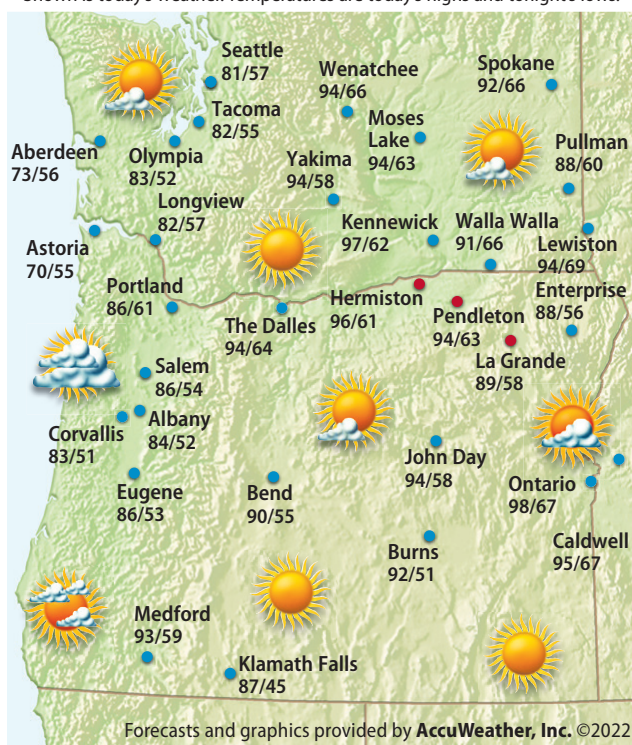 Shown is today's weather. Temperatures are today's highs and tonight's lows.
Seattle
81/57
Wenatchee
94/66
Spokane
92/66
Tacoma
82/55
Moses
Lake
94/63
Aberdeen
73/56
Olympia
83/52
Yakima
94/58
Pullman
88/60
Longview
82/57
Kennewick
97/62
Walla Walla
91/66
Lewiston
94/69
Astoria
70/55
Portland
86/61
The Dalles
94/64
Hermiston
96/61
Pendleton
94/63
Enterprise
88/56
La Grande
89/58
Salem
86/54
Albany
84/52
Corvallis
83/51
John Day
94/58
Eugene
86/53
Bend
90/55
Ontario
98/67
Burns
92/51
Caldwell
95/67
Medford
93/59
Klamath Falls
87/45
Forecasts and graphics provided by AccuWeather, Inc. ©2022